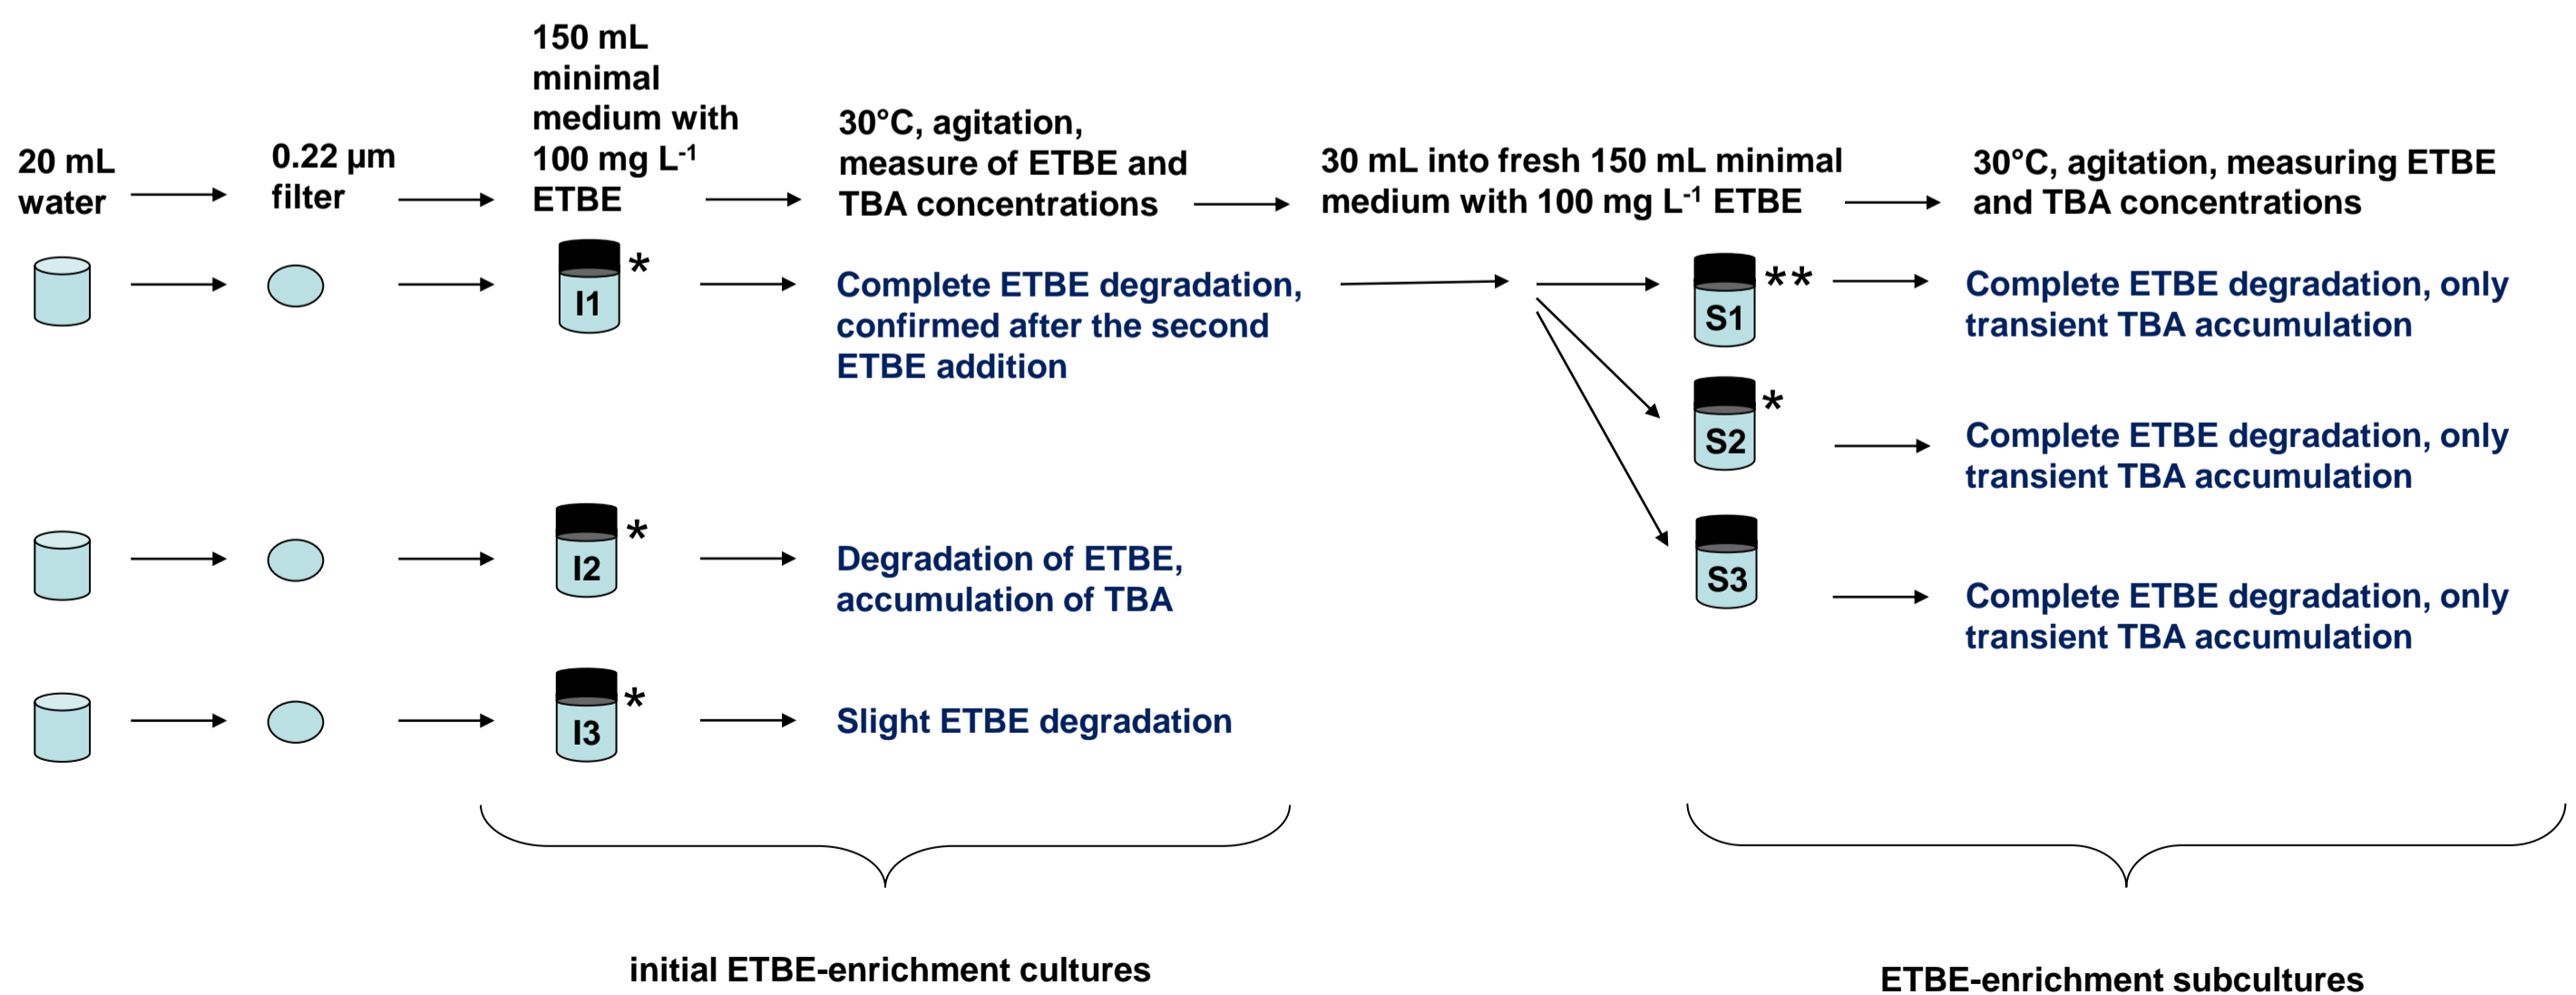 20 mL
water
0.22 µm
filter
150 mL
minimal
medium with
100 mg L-1
ETBE
30°C, agitation,
measure of ETBE and
TBA concentrations
30 mL into fresh 150 mL minimal
medium with 100 mg L-1 ETBE
30°C, agitation, measuring ETBE
and TBA concentrations
I1
*
Complete ETBE degradation,
confirmed after the second
ETBE addition
S1
**
Complete ETBE degradation, only
transient TBA accumulation
S2
*
Complete ETBE degradation, only
transient TBA accumulation
I2
*
Degradation of ETBE,
accumulation of TBA
S3
Complete ETBE degradation, only
transient TBA accumulation
I3
*
Slight ETBE degradation
initial ETBE-enrichment cultures
ETBE-enrichment subcultures